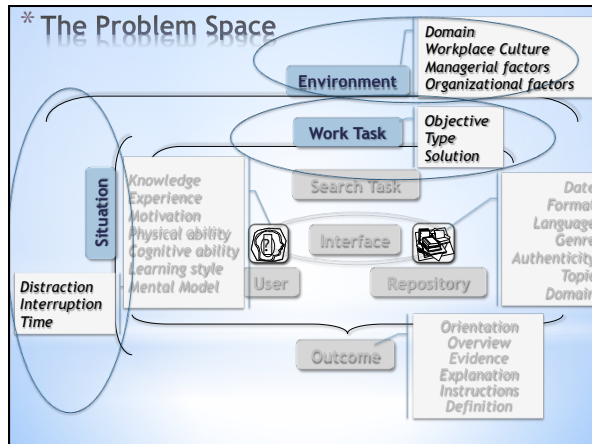 * The Problem Space
Domain
Workplace Culture
Managerial factors
Organizational factors
Environment
Work Task
Objective
Type
Solution
Search Task
Situation
Knowledge
Experience
Motivation
Physical ability
Cognitive ability
Learning style
Mental Model
Interface
User
Repository
Date
Format
Language
Genre
Authenticity
Topic
Domain
Distraction
Interruption
Time
Outcome
Orientation
Overview
Evidence
Explanation
Instructions
Definition